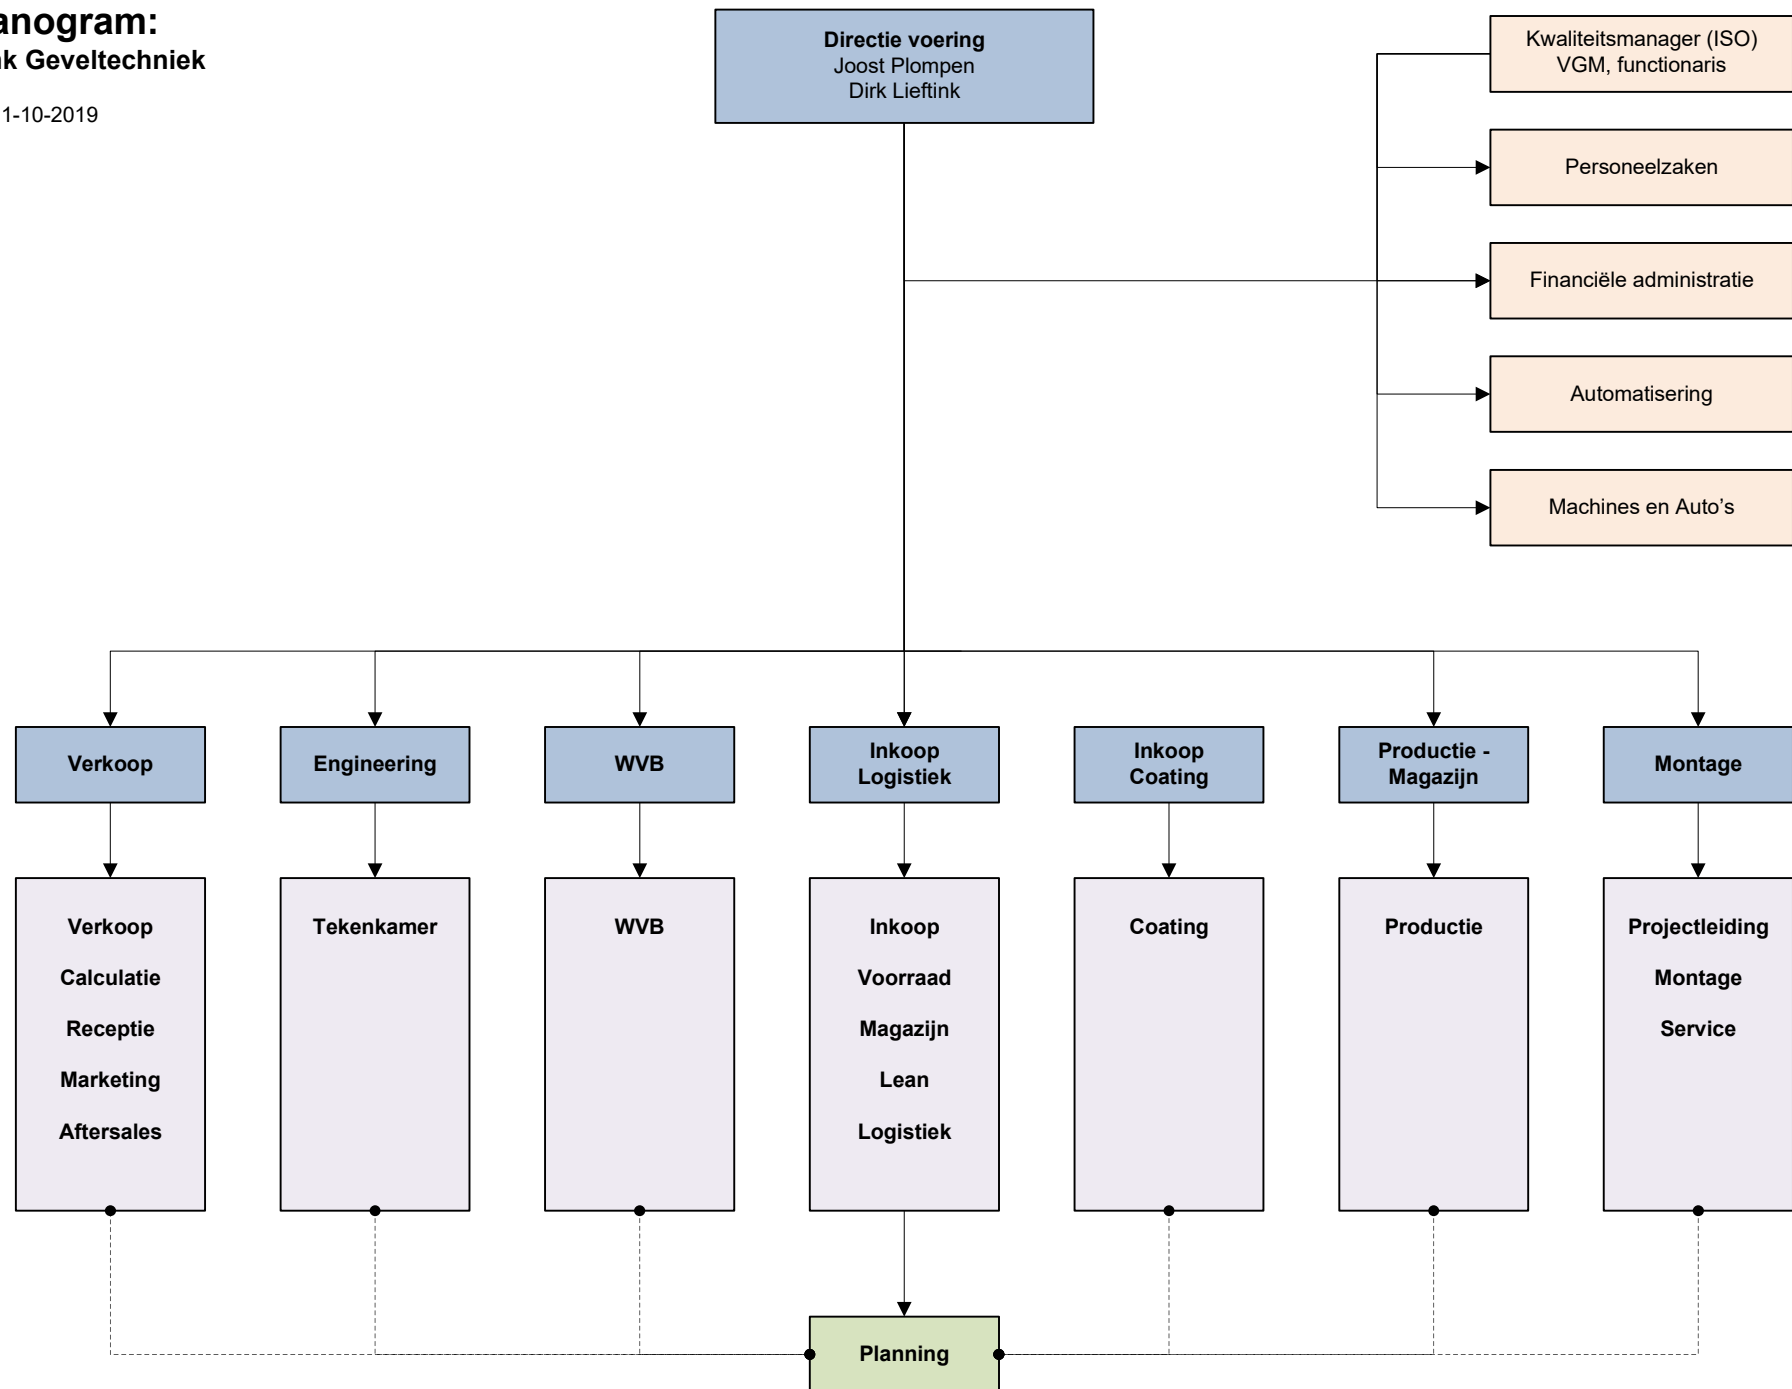 anogram:
nk Geveltechniek
1-10-2019
Directie voering
Joost Plompen
Dirk Lieftink
Kwaliteitsmanager (ISO)
VGM, functionaris
Personeelzaken
Financiële administratie
Automatisering
Machines en Auto’s
Verkoop
Engineering
WVB
Inkoop
Logistiek
Inkoop
Coating
Productie -
Magazijn
Montage
Verkoop
Calculatie
Receptie
Marketing
Aftersales
Tekenkamer
WVB
Inkoop
Voorraad
Magazijn
Lean
Logistiek
Coating
Productie
Projectleiding
Montage
Service
Planning